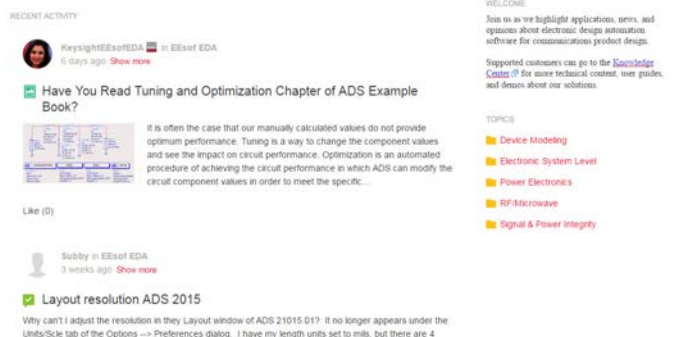 RECENT ACTIVITY
KeysightEEsofEDA in EEsof EDA
6 days ago Show more
Have You Read Tuning and Optimization Chapter of ADS Example
Book?
It is often the case that our manually calculated values do not provide
optimum performance. Tuning is a way to change the component values
and see the impact on circuit performance. Optimization is an automated
procedure of achieving the circuit performance in which ADS can modify the
circuit component values in order to meet the specific...
Like (0)
Subby in EEsof EDA
3 weeks ago Show more
Layout resolution ADS 2015
Why can't I adjust the resolution in they Layout window of ADS 21015.01? It no longer appears under the
Units/Scle tab of the Options --> Preferences dialog. I have my length units set to mils, but there are 4
WELCOME
Join us as we highlight applications, news, and
opinions about electronic design automation
software for communications product design.
Supported customers can go to the Knowledge
Center for more technical content, user guides,
and demos about our solutions.
TOPICS
Device Modeling
Electronic System Level
Power Electronics
RF/Microwave
Signal & Power Integrity